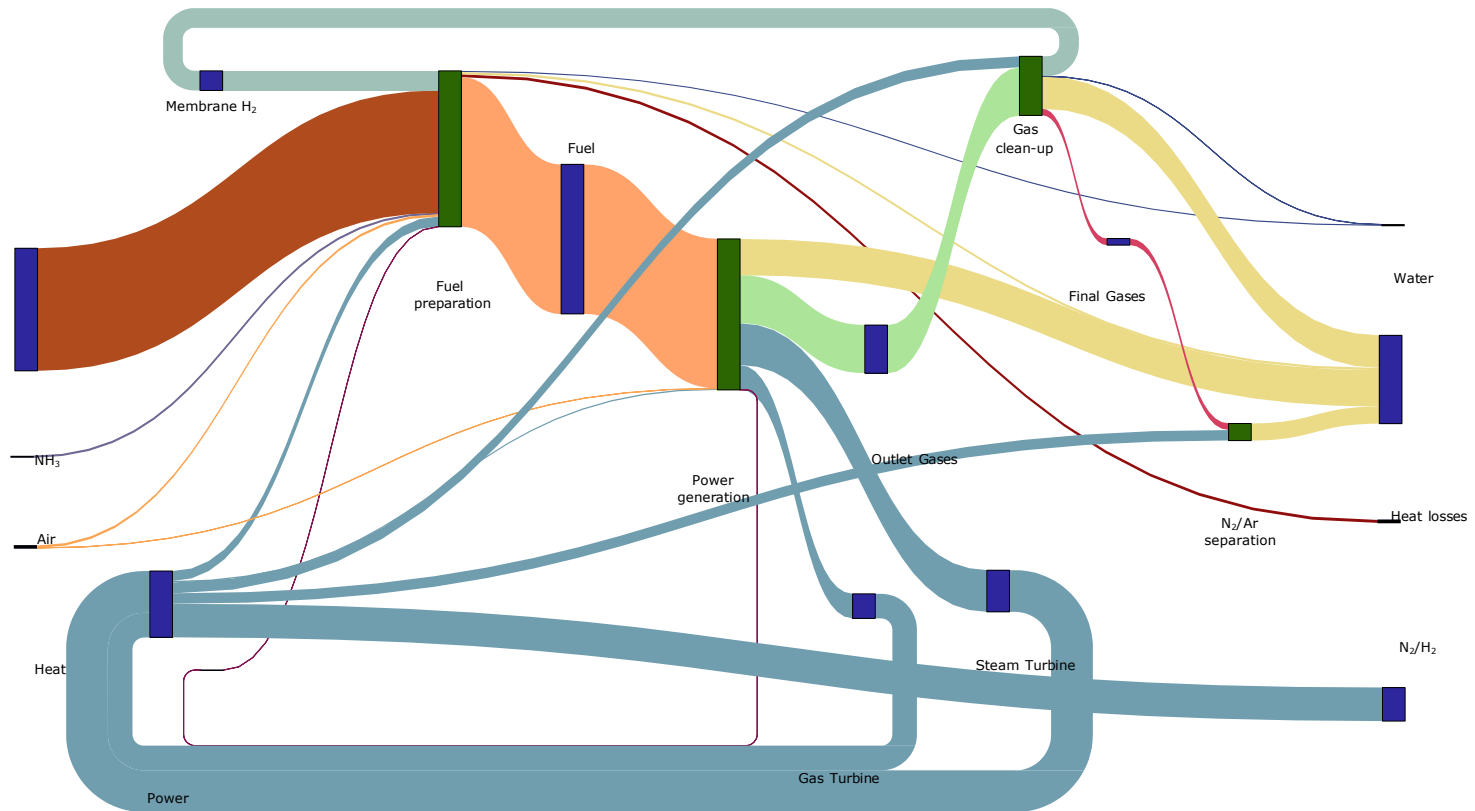 Membrane H₂
Fuel
Gas
clean-up
Fuel
preparation
Water
Final Gases
NH₃
Outlet Gases
Power
generation
Air
Heat losses
N₂/Ar
separation
Heat
Steam Turbine
N₂/H₂
Gas Turbine
Power